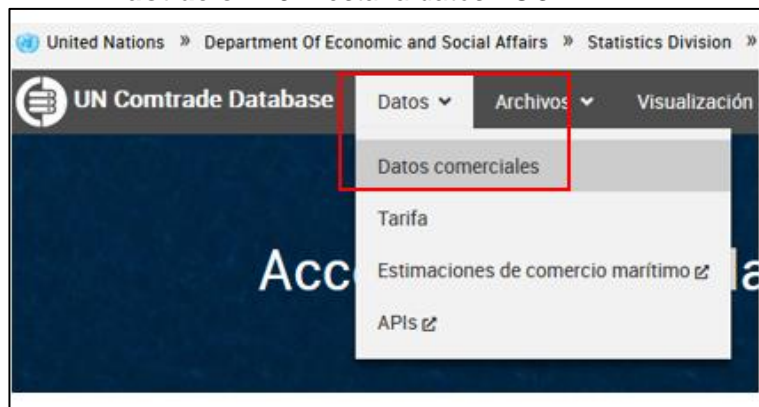 United Nations » Department Of Economic and Social Affairs » Statistics Division »
UN Comtrade Database Datos Archivos Visualización
Datos comerciales
Tarifa
Acc
Estimaciones de comercio marítimo
APIs